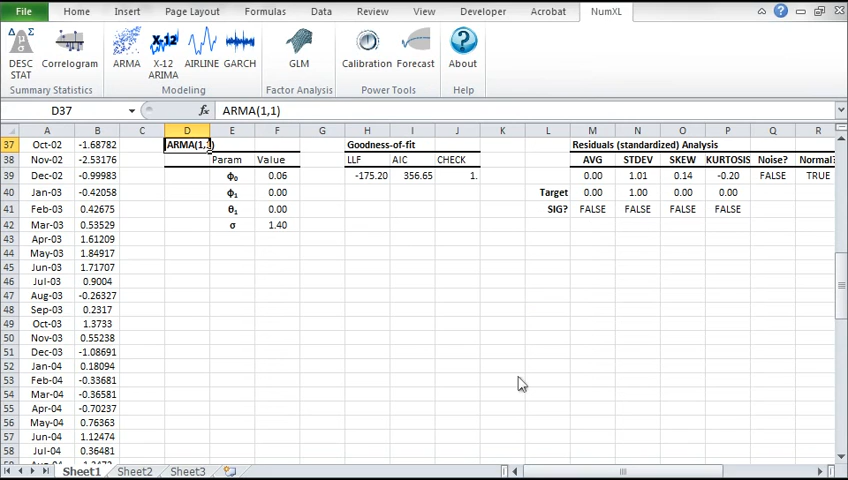 File Home Insert Page Layout Formulas Data Review View Developer Acrobat NumXL
DESC STAT Correlogram ARMA X-12 ARIMA AIRLINE GARCH GLM Calibration Forecast About
Summary Statistics Modeling Factor Analysis Power Tools Help
D37 fx ARMA(1,1)
A B C D E F G H I J K L M N O P Q R
37 Oct-02 -1.68782 ARMA(1,1) Goodness-of-fit Residuals (standardized) Analysis
38 Nov-02 -2.53176 Param Value LLF AIC CHECK AVG STDEV SKEW KURTOSIS Noise? Normal?
39 Dec-02 -0.99983 ϕ₀ 0.06 -175.20 356.65 1. 0.00 1.01 0.14 -0.20 FALSE TRUE
40 Jan-03 -0.42058 ϕ₁ 0.00 Target 0.00 1.00 0.00 0.00
41 Feb-03 0.42675 θ₁ 0.00 SIG? FALSE FALSE FALSE FALSE
42 Mar-03 0.53529 σ 1.40
43 Apr-03 1.61209
44 May-03 1.84917
45 Jun-03 1.71707
46 Jul-03 0.9004
47 Aug-03 -0.26327
48 Sep-03 0.2317
49 Oct-03 1.3733
50 Nov-03 0.55238
51 Dec-03 -1.08691
52 Jan-04 0.18094
53 Feb-04 -0.33681
54 Mar-04 -0.36581
55 Apr-04 -0.70237
56 May-04 0.76363
57 Jun-04 1.12474
58 Jul-04 0.36481
Sheet1 Sheet2 Sheet3